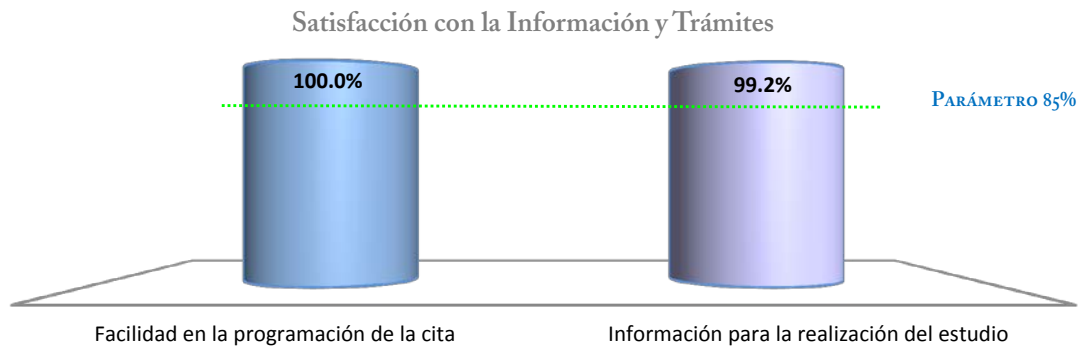 Satisfacción con la Información y Trámites
100.0%
99.2%
PARÁMETRO 85%
Facilidad en la programación de la cita
Información para la realización del estudio